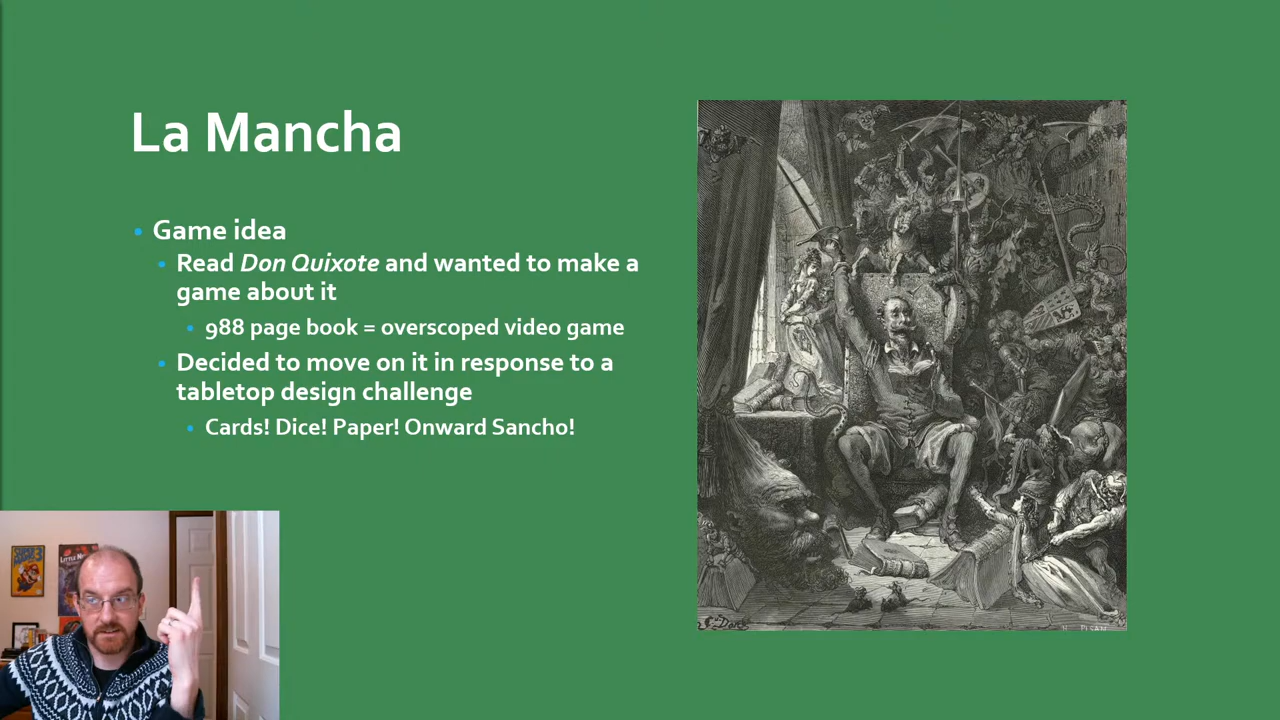 La Mancha
• Game idea
• Read Don Quixote and wanted to make a
game about it
• 988 page book = overscoped video game
• Decided to move on it in response to a
tabletop design challenge
• Cards! Dice! Paper! Onward Sancho!